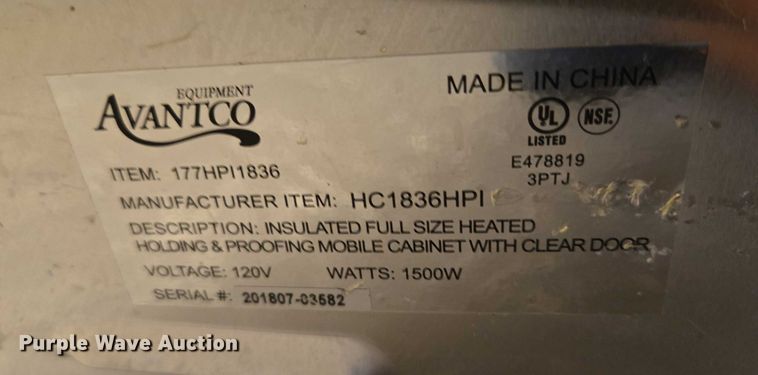 EQUIPMENT
AVANTCO
MADE IN CHINA
UL
NSF.
LISTED
E478819
3PTJ
ITEM: 177HPI1836
MANUFACTURER ITEM: HC1836HPI
DESCRIPTION: INSULATED FULL SIZE HEATED
HOLDING & PROOFING MOBILE CABINET WITH CLEAR DOOR
VOLTAGE: 120V WATTS: 1500W
SERIAL #: 201807-03582
Purple Wave Auction